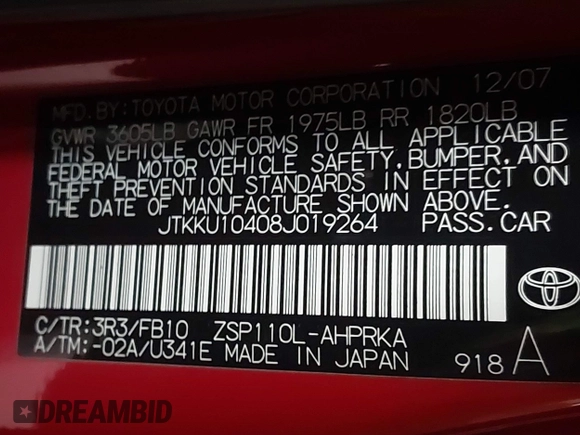 MFD.BY:TOYOTA MOTOR CORPORATION 12/07
GVWR 3605LB GAWR FR 1975LB RR 1820LB
THIS VEHICLE CONFORMS TO ALL APPLICABLE
FEDERAL MOTOR VEHICLE SAFETY,BUMPER,AND
THEFT PREVENTION STANDARDS IN EFFECT ON
THE DATE OF MANUFACTURE SHOWN ABOVE.
JTKKU10408J019264 PASS.CAR
C/TR:3R3/FB10 ZSP110L-AHPRKA
A/TM:-02A/U341E MADE IN JAPAN 918 A
TOYOTA
DREAMBID